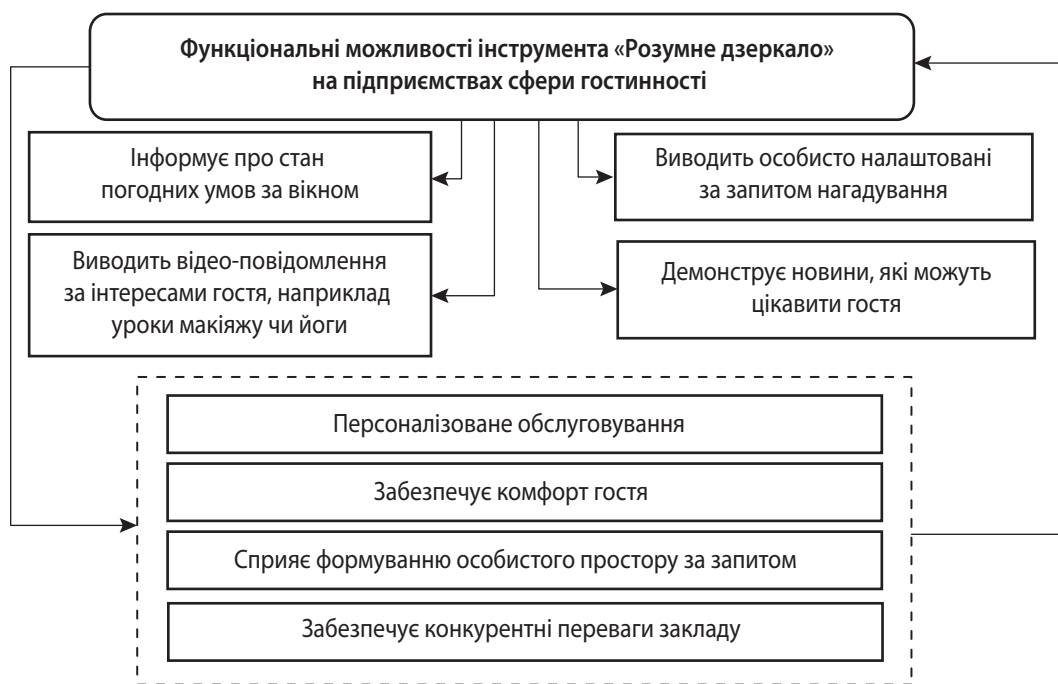 Функціональні можливості інструмента «Розумне дзеркало»
на підприємствах сфери гостинності
Інформує про стан
погодних умов за вікном
Виводить особисто налаштовані
за запитом нагадування
Виводить відео-повідомлення
за інтересами гостя, наприклад
уроки макіяжу чи йоги
Демонструє новини, які можуть
цікавити гостя
Персоналізоване обслуговування
Забезпечує комфорт гостя
Сприяє формуванню особистого простору за запитом
Забезпечує конкурентні переваги закладу